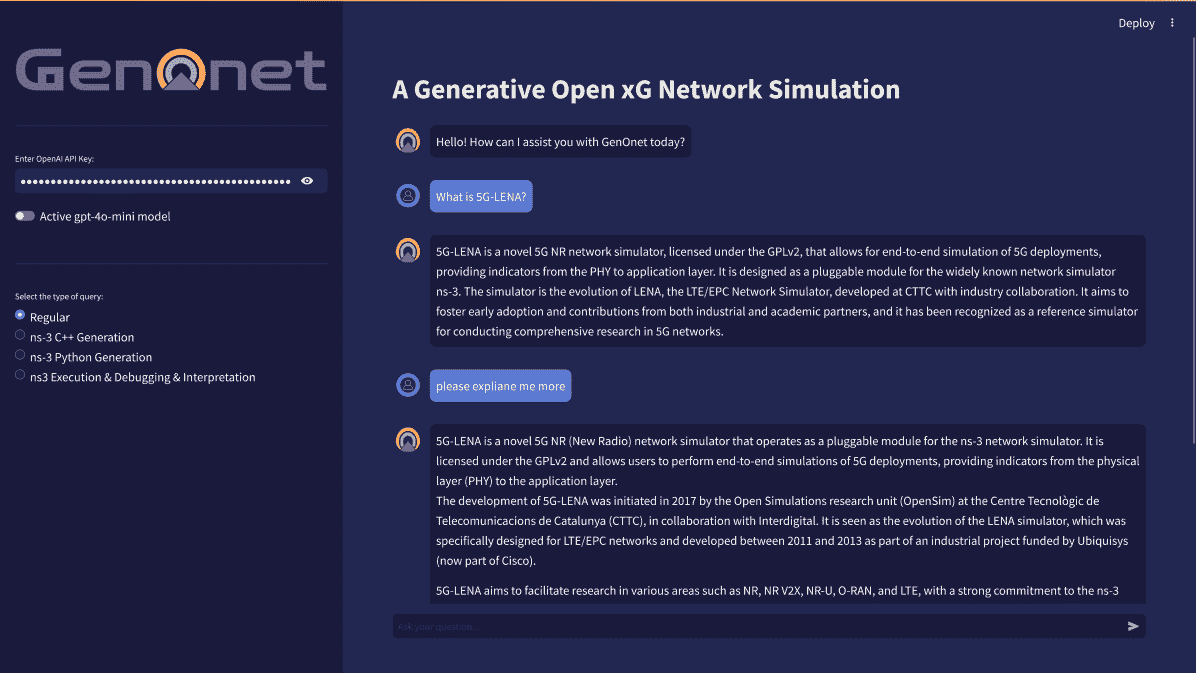 GenOnet
Enter OpenAI API Key:
Active gpt-4o-mini model
Select the type of query:
Regular
ns-3 C++ Generation
ns-3 Python Generation
ns3 Execution & Debugging & Interpretation
Deploy
A Generative Open xG Network Simulation
Hello! How can I assist you with GenOnet today?
What is 5G-LENA?
5G-LENA is a novel 5G NR network simulator, licensed under the GPLv2, that allows for end-to-end simulation of 5G deployments,
providing indicators from the PHY to application layer. It is designed as a pluggable module for the widely known network simulator
ns-3. The simulator is the evolution of LENA, the LTE/EPC Network Simulator, developed at CTTC with industry collaboration. It aims to
foster early adoption and contributions from both industrial and academic partners, and it has been recognized as a reference simulator
for conducting comprehensive research in 5G networks.
please expliane me more
5G-LENA is a novel 5G NR (New Radio) network simulator that operates as a pluggable module for the ns-3 network simulator. It is
licensed under the GPLv2 and allows users to perform end-to-end simulations of 5G deployments, providing indicators from the physical
layer (PHY) to the application layer.
The development of 5G-LENA was initiated in 2017 by the Open Simulations research unit (OpenSim) at the Centre Tecnològic de
Telecomunicacions de Catalunya (CTTC), in collaboration with Interdigital. It is seen as the evolution of the LENA simulator, which was
specifically designed for LTE/EPC networks and developed between 2011 and 2013 as part of an industrial project funded by Ubiquisys
(now part of Cisco).
5G-LENA aims to facilitate research in various areas such as NR, NR V2X, NR-U, O-RAN, and LTE, with a strong commitment to the ns-3
Ask your question...